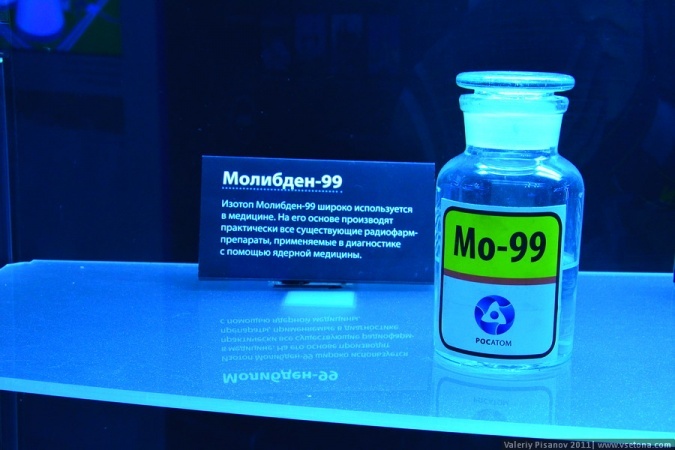 Молибден-99
Изотоп Молибден-99 широко используется
в медицине. На его основе производят
практически все существующие радиофарм-
препараты, применяемые в диагностике
с помощью ядерной медицины.
Mo-99
РОСАТОМ
Valeriy Pisanov 2011| www.vsetona.com